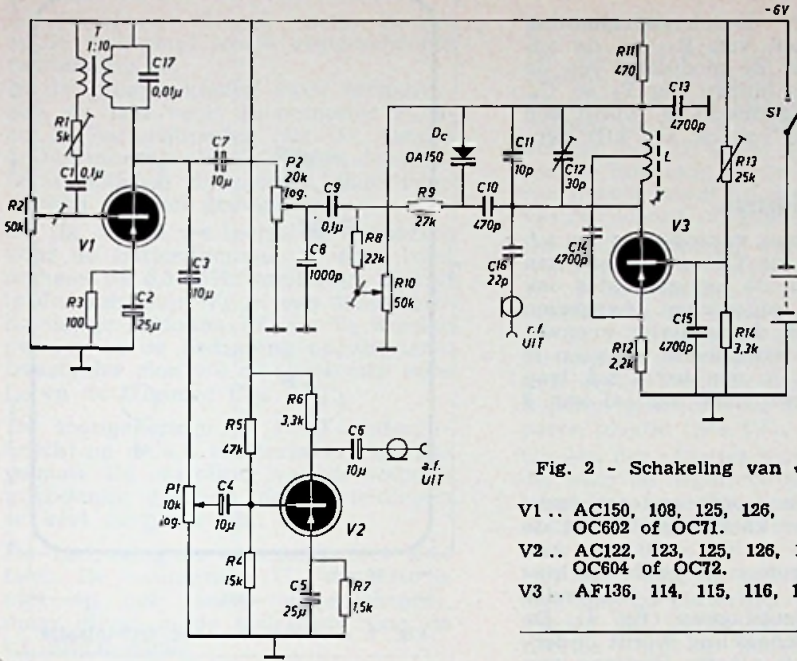 -6V
T
1:10
C17
0,01µ
R1
5k
C1
0,1µ
R2
50k
V1
R3
100
C2
25µ
C3
10µ
C7
10µ
P2
20k
log.
C9
0,1µ
C8
1000p
R8
22k
R10
50k
R9
27k
Dc
OA150
C11
10p
C12
30p
C10
470p
C16
22p
r.f.
UIT
R11
470
C13
4700p
L
V3
C14
4700p
R12
2,2k
C15
4700p
R13
25k
R14
3,3k
S1
P1
10k
log.
C4
10µ
R5
47k
R4
15k
R6
3,3k
C6
10µ
a.f.
UIT
V2
C5
25µ
R7
1,5k
Fig. 2 - Schakeling van
V1 .. AC150, 108, 125, 126,
OC602 of OC71.
V2 .. AC122, 123, 125, 126,
OC604 of OC72.
V3 .. AF136, 114, 115, 116,